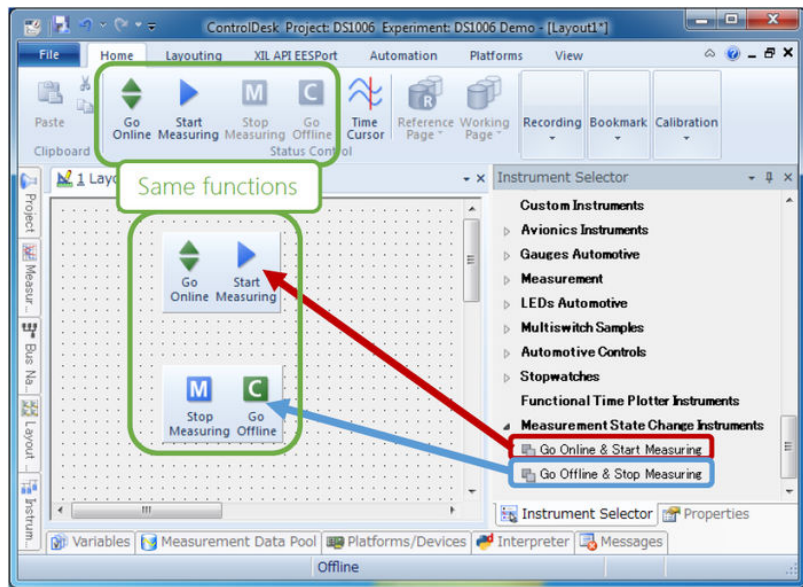 ControlDesk Project: DS1006 Experiment: DS1006 Demo - [Layout1*]
File Home Layouting XIL API EESPort Automation Platforms View
Paste
Go Online
Start Measuring
Stop Measuring
Go Offline
Time Cursor
Reference Page
Working Page
Recording
Bookmark
Calibration
Clipboard
Status Control
Same functions
1 Layo
Instrument Selector
Project
Measur...
Bus Na...
Layout ...
Instrum...
Go Online
Start Measuring
M
Stop Measuring
C
Go Offline
Custom Instruments
Avionics Instruments
Gauges Automotive
Measurement
LEDs Automotive
Multiswitch Samples
Automotive Controls
Stopwatches
Functional Time Plotter Instruments
Measurement State Change Instruments
Go Online & Start Measuring
Go Offline & Stop Measuring
Instrument Selector Properties
Variables Measurement Data Pool Platforms/Devices Interpreter Messages
Offline